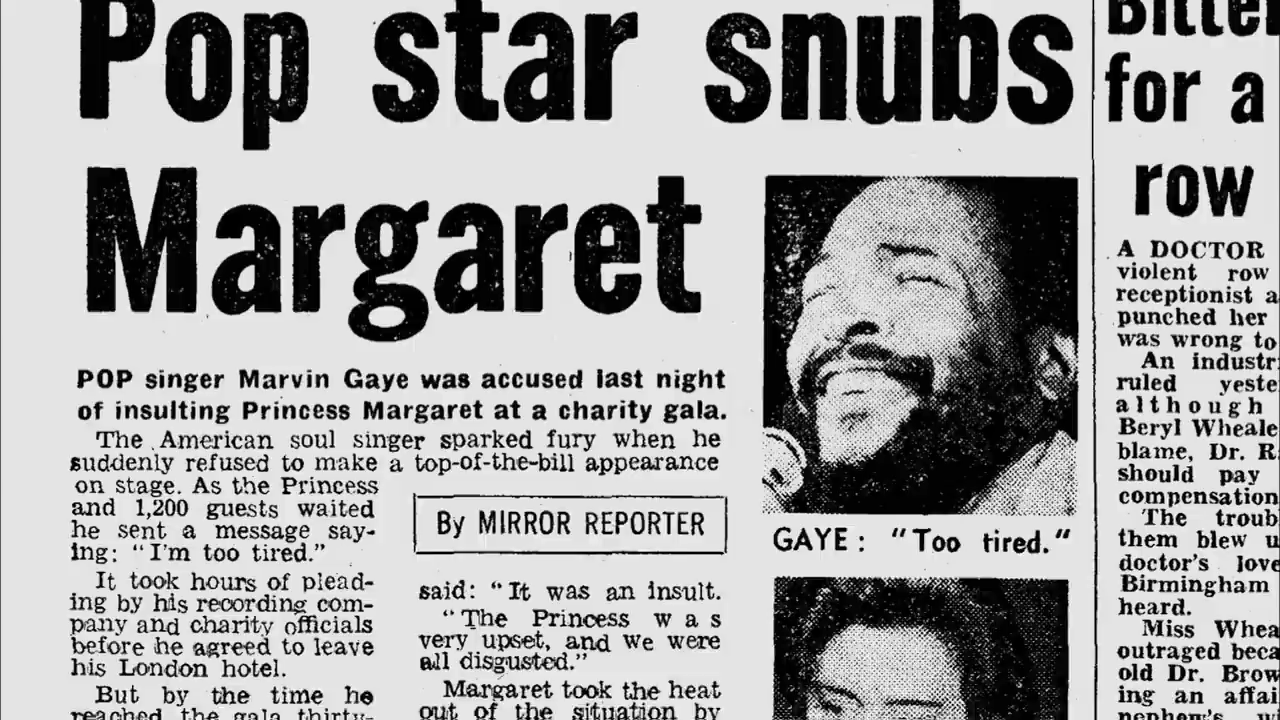 Pop star snubs
Margaret
POP singer Marvin Gaye was accused last night
of insulting Princess Margaret at a charity gala.
The American soul singer sparked fury when he
suddenly refused to make a top-of-the-bill appearance
on stage. As the Princess
and 1,200 guests waited
he sent a message say-
ing: "I'm too tired."
It took hours of plead-
ing by his recording com-
pany and charity officials
before he agreed to leave
his London hotel.
But by the time he
reached the gala thirty-
By MIRROR REPORTER
said: "It was an insult.
"The Princess was
very upset, and we were
all disgusted."
Margaret took the heat
out of the situation by
GAYE: "Too tired."
for a
row
A DOCTOR
violent row
receptionist a
punched her
was wrong to
An industr
ruled yeste
although
Beryl Wheale
blame, Dr. R
should pay
compensation
The troub
them blew u
doctor's love
Birmingham
heard.
Miss Whea
outraged beca
old Dr. Brow
ing an affai